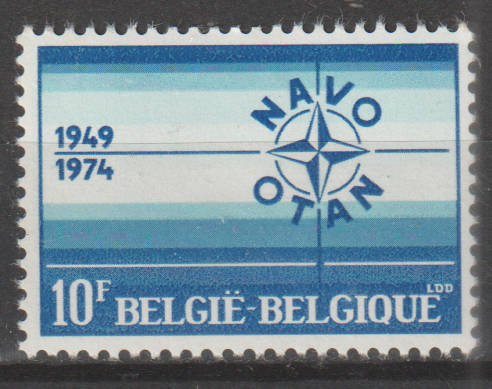 NAVO
1949
1974
OTAN
LDD
10F BELGIË-BELGIQUE